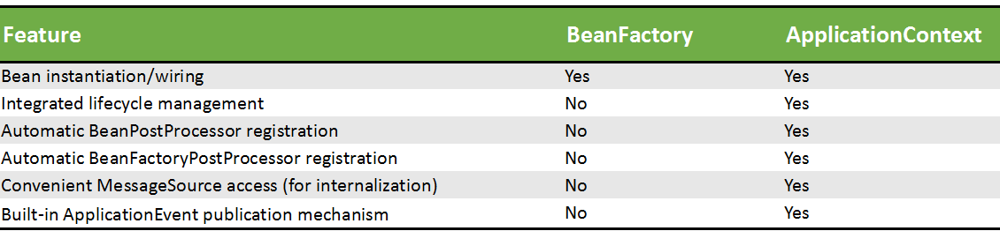 Feature BeanFactory ApplicationContext
Bean instantiation/wiring Yes Yes
Integrated lifecycle management No Yes
Automatic BeanPostProcessor registration No Yes
Automatic BeanFactoryPostProcessor registration No Yes
Convenient MessageSource access (for internalization) No Yes
Built-in ApplicationEvent publication mechanism No Yes